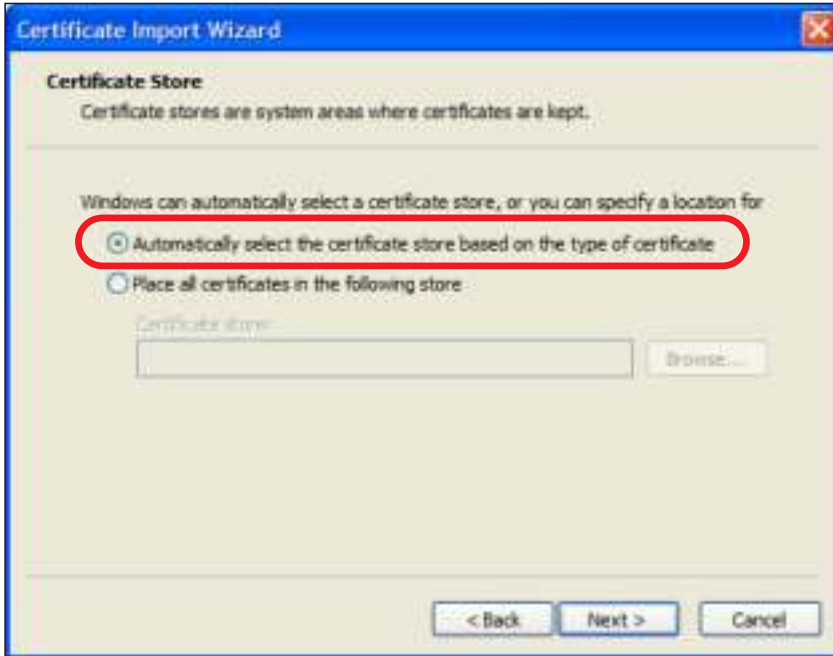 Certificate Import Wizard
Certificate Store
Certificate stores are system areas where certificates are kept.
Windows can automatically select a certificate store, or you can specify a location for
Automatically select the certificate store based on the type of certificate
Place all certificates in the following store
Certificate store:
Browse...
< Back
Next >
Cancel